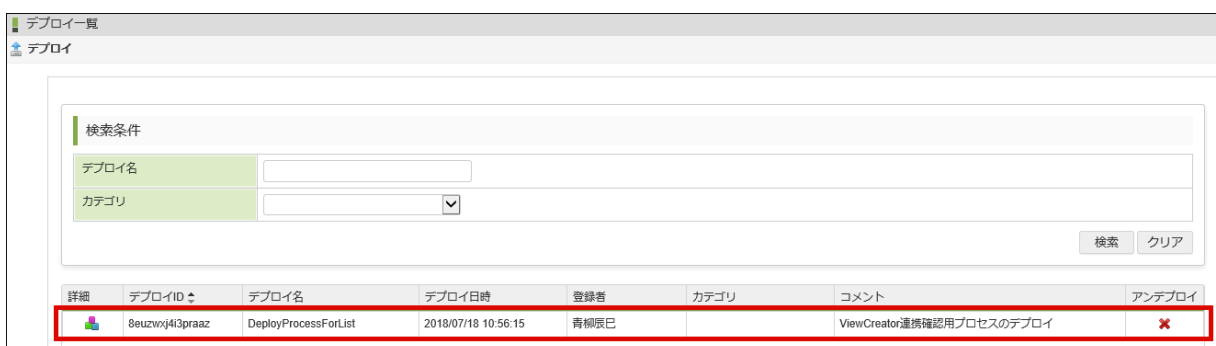 デプロイ一覧
デプロイ
検索条件
デプロイ名
カテゴリ
検索 クリア
詳細 デプロイID デプロイ名 デプロイ日時 登録者 カテゴリ コメント アンデプロイ
8euzwxj4i3praaz DeployProcessForList 2018/07/18 10:56:15 青柳辰巳 ViewCreator連携確認用プロセスのデプロイ